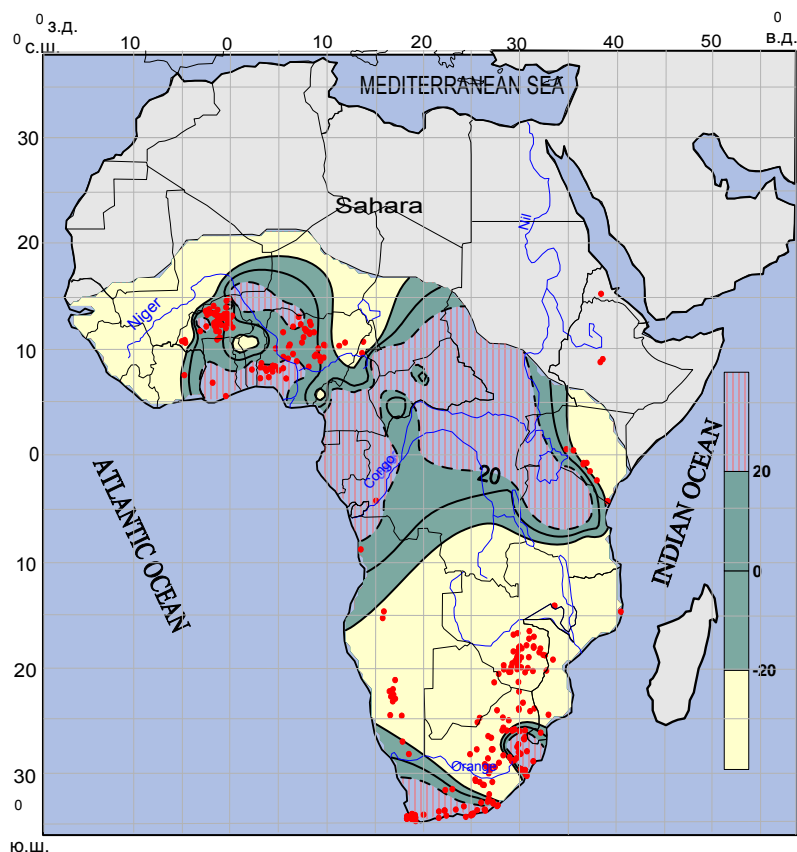 0 з.д.
0
0 с.ш.
10
0
10
20
30
40
50
в.д.
MEDITERRANEAN SEA
30
Sahara
Nil
20
Niger
10
0
ATLANTIC OCEAN
Congo
20
INDIAN OCEAN
20
0
-20
10
20
Orange
30
0
ю.ш.